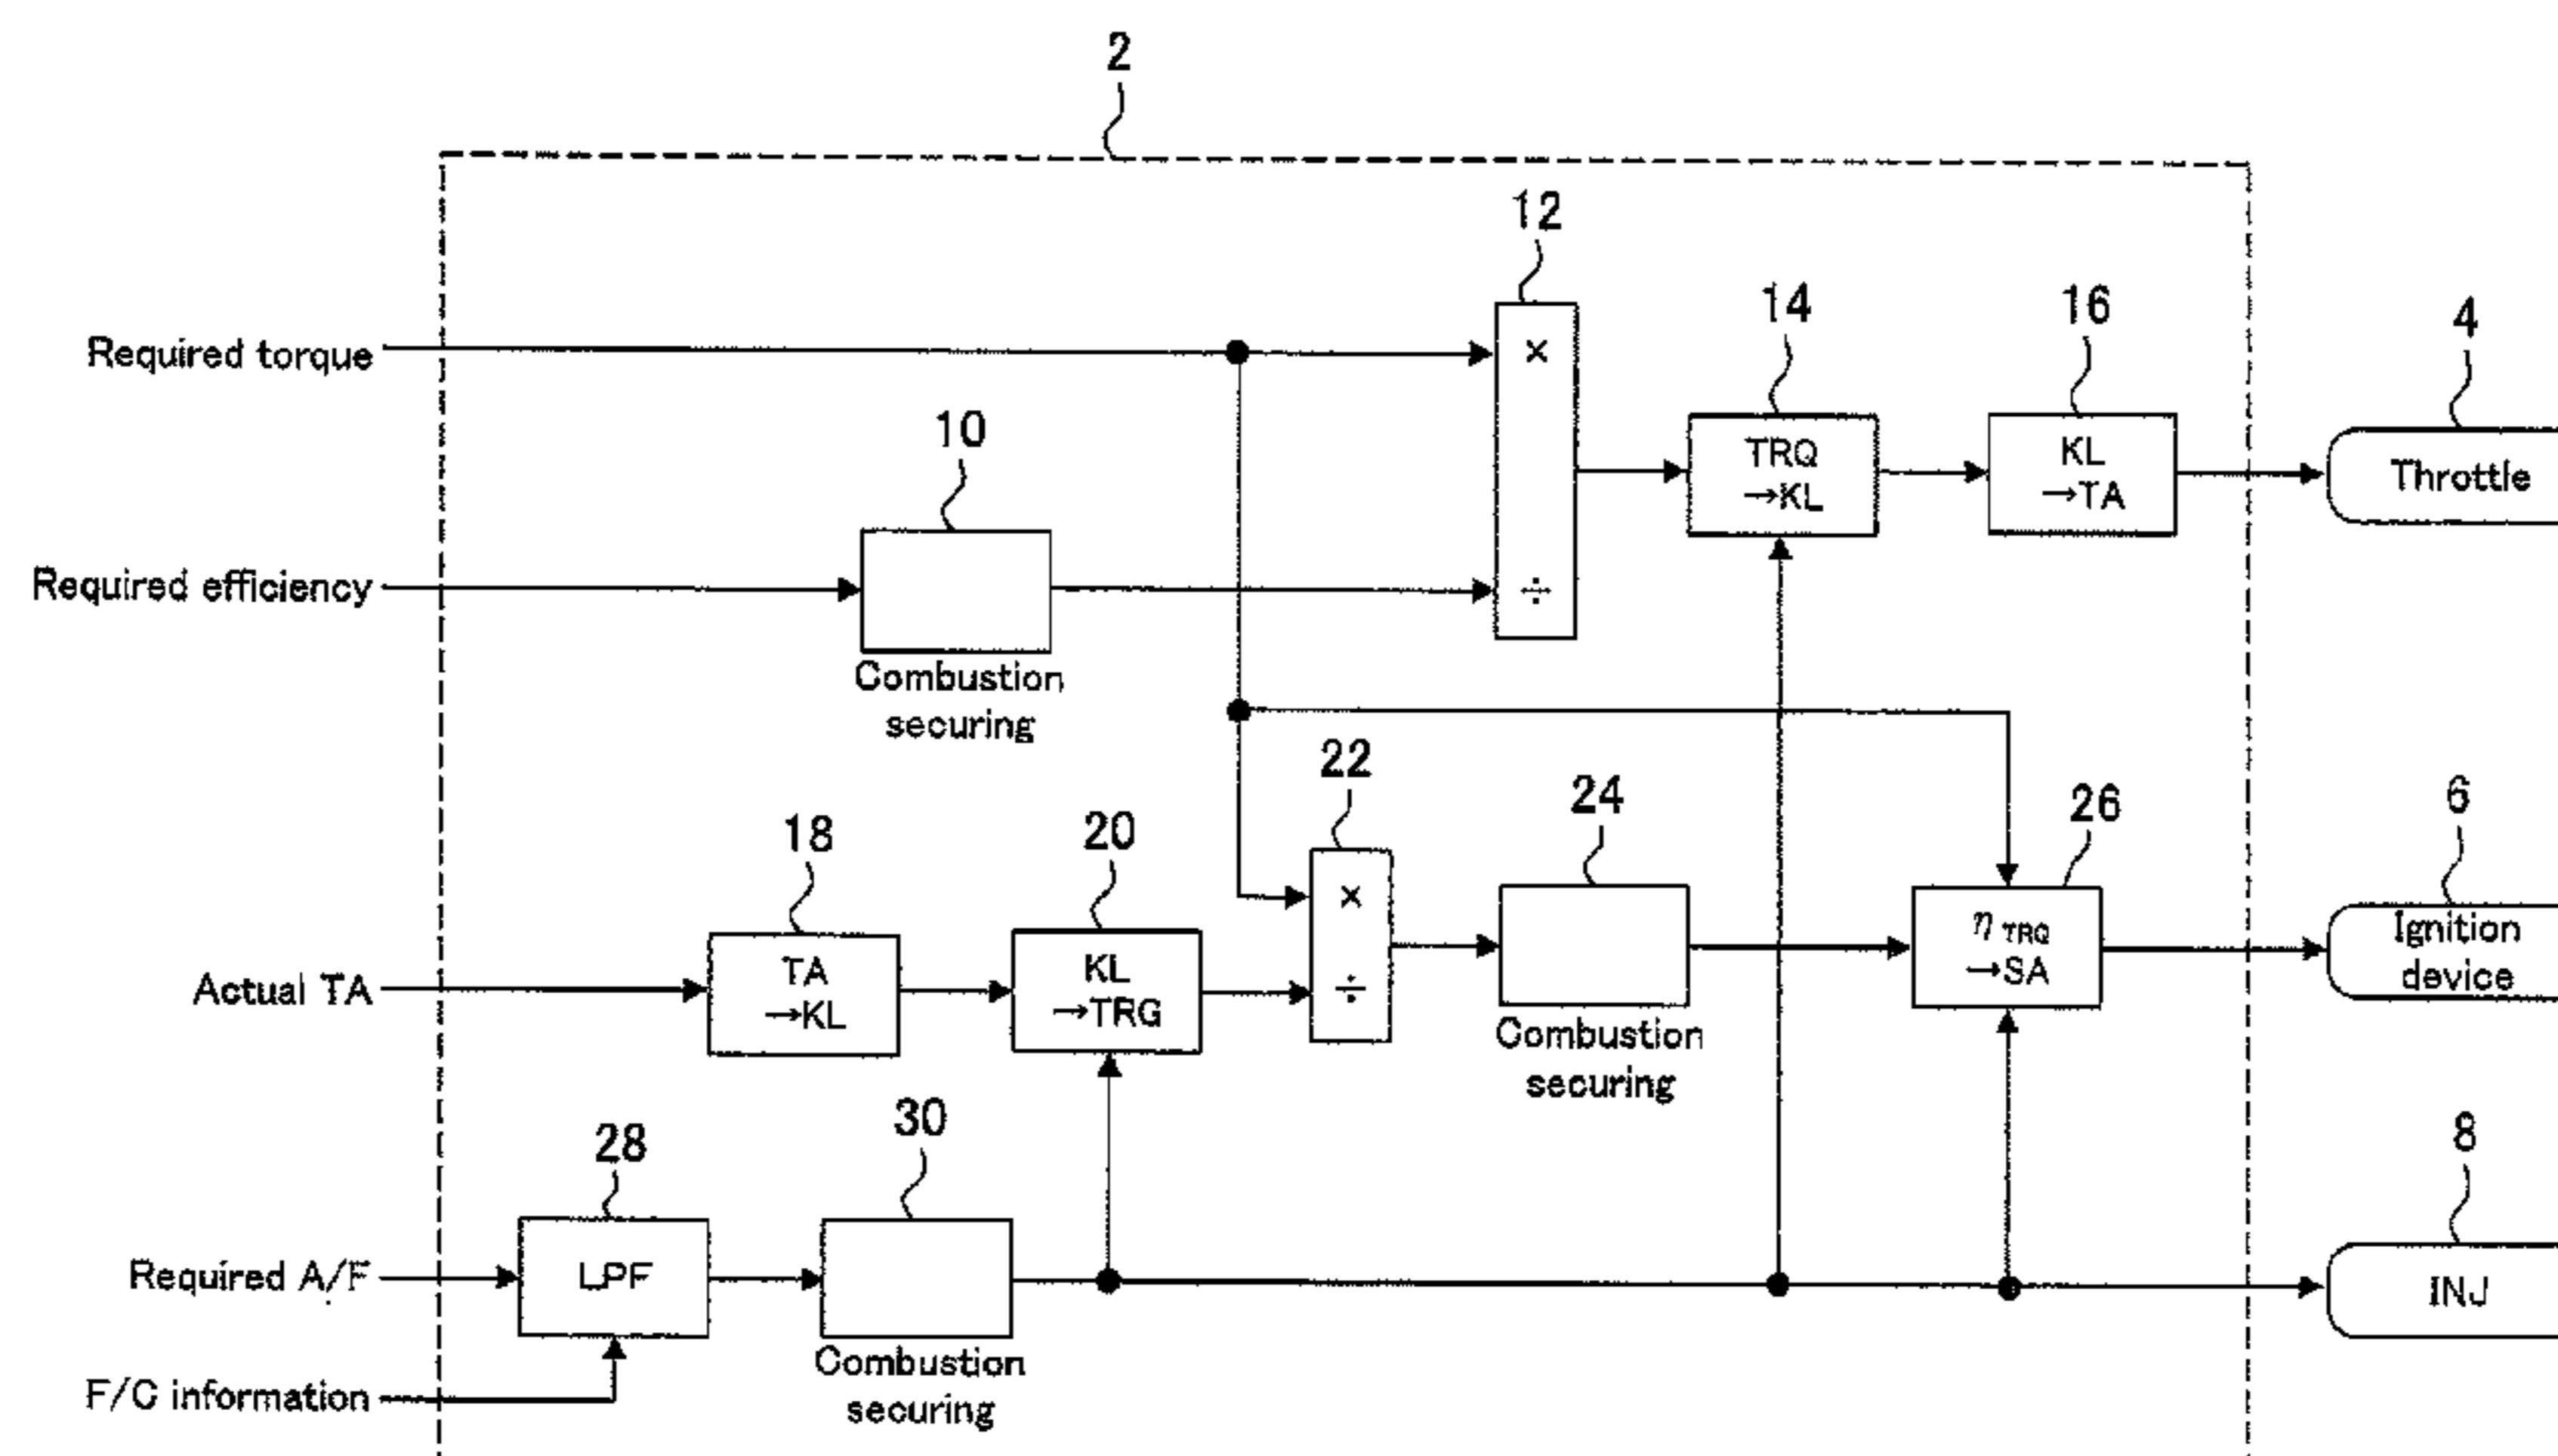 2
12
Required torque
×
14
TRQ
→KL
16
KL
→TA
4
Throttle
10
Required efficiency
÷
Combustion
securing
22
×
÷
24
Combustion
securing
26
η TRQ
→SA
6
Ignition
device
18
TA
→KL
20
KL
→TRG
Actual TA
28
LPF
30
Combustion
securing
8
INJ
Required A/F
F/C information